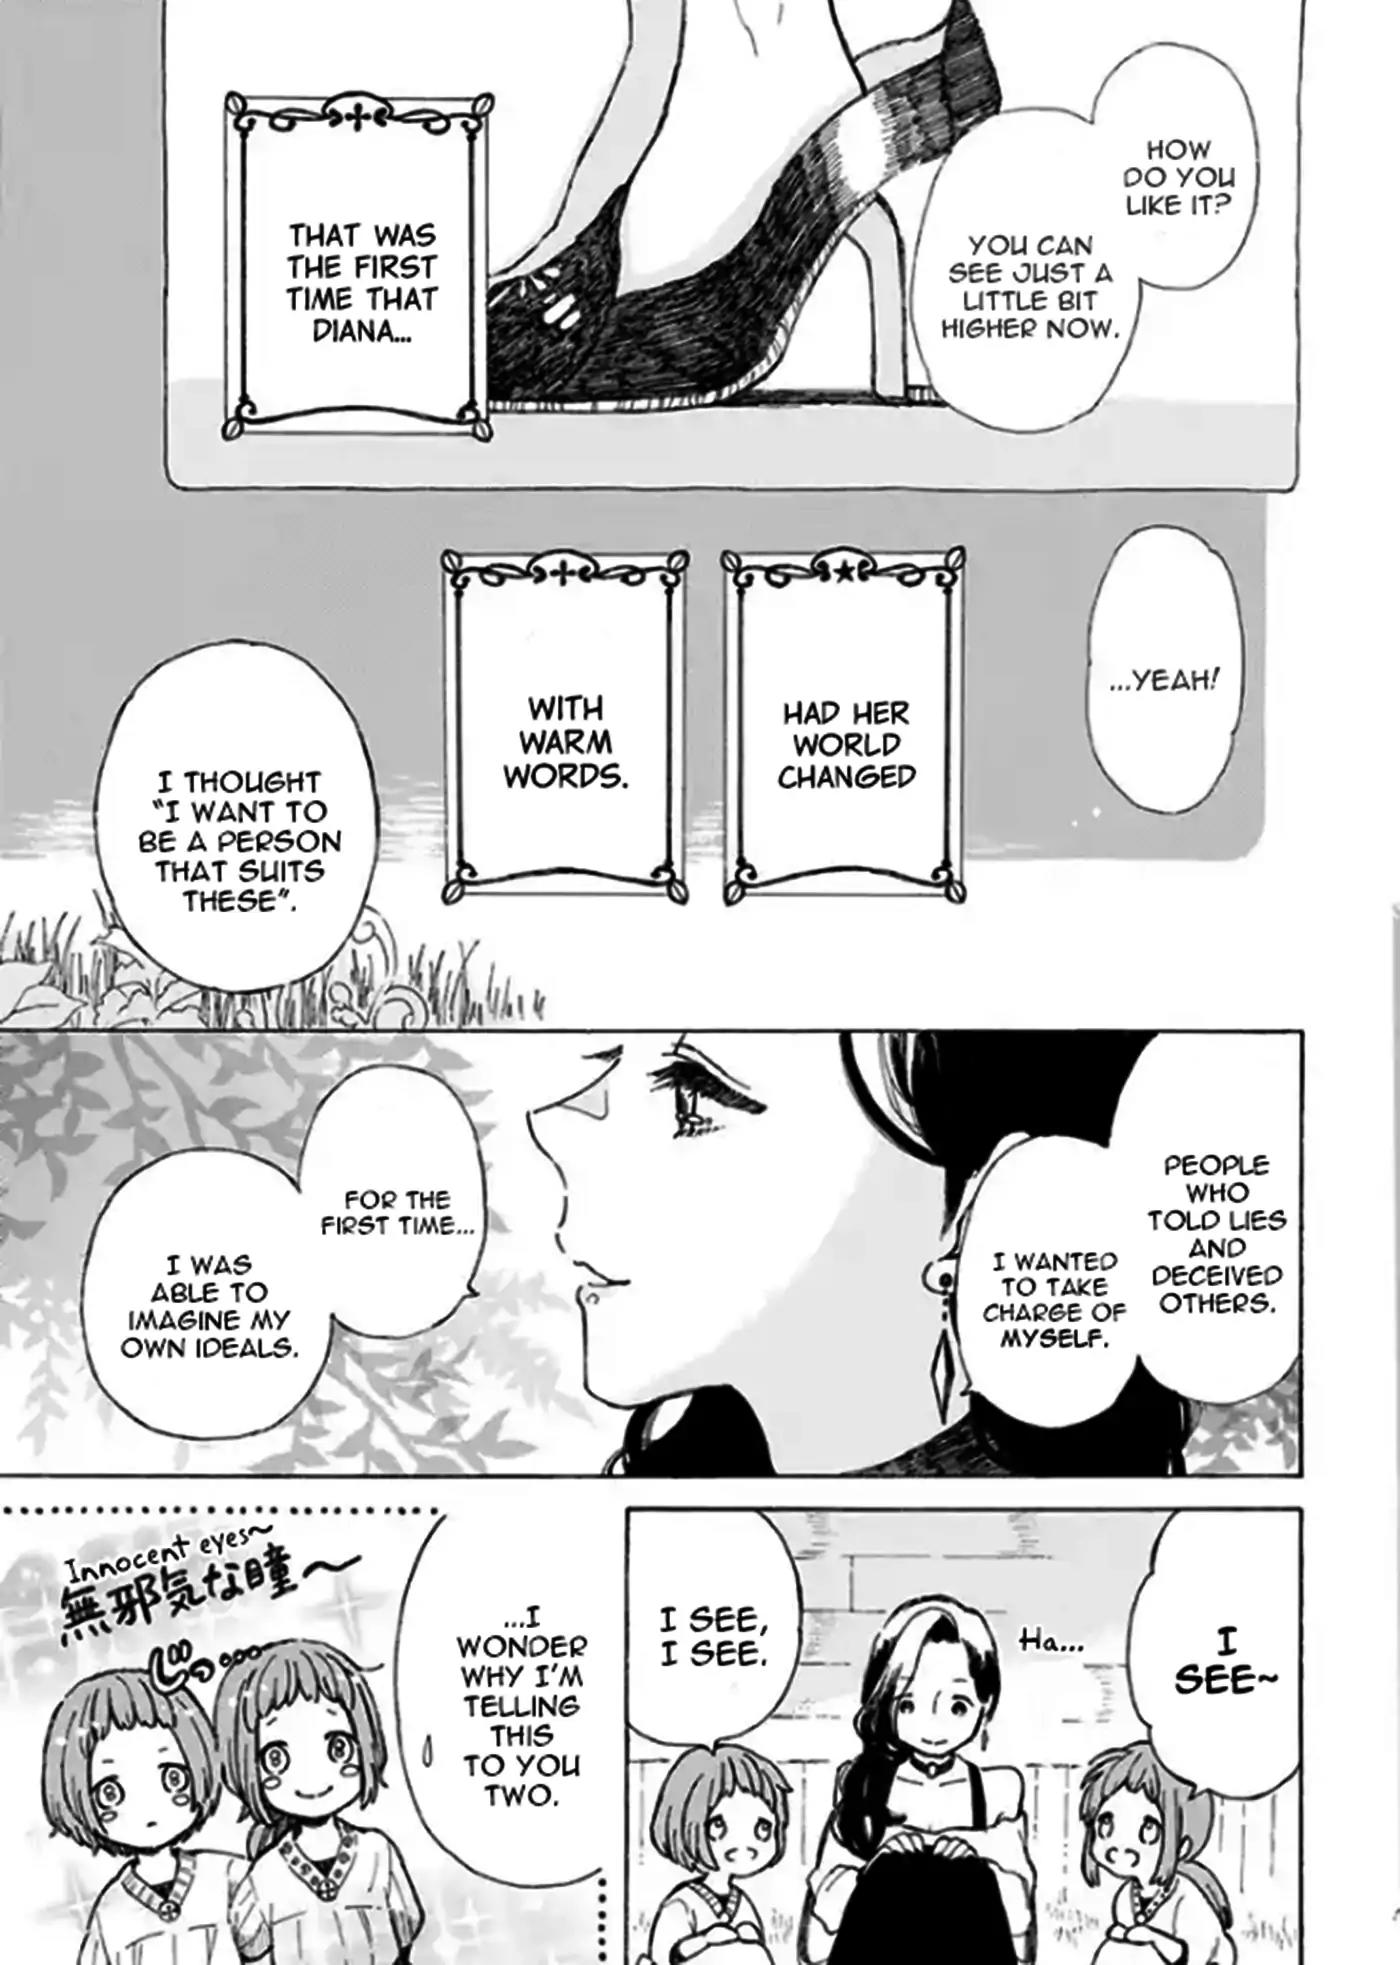 HOW
DO YOU
LIKE IT?
YOU CAN
SEE JUST A
LITTLE BIT
HIGHER NOW.
THAT WAS
THE FIRST
TIME THAT
DIANA...
...YEAH!
HAD HER
WORLD
CHANGED
WITH
WARM
WORDS.
I THOUGHT
"I WANT TO
BE A PERSON
THAT SUITS
THESE".
PEOPLE
WHO
TOLD LIES
AND
DECEIVED
OTHERS.
I WANTED
TO TAKE
CHARGE OF
MYSELF.
FOR THE
FIRST TIME...
I WAS
ABLE TO
IMAGINE MY
OWN IDEALS.
I
SEE~
Ha...
I SEE,
I SEE.
...I
WONDER
WHY I'M
TELLING
THIS
TO YOU
TWO.
Innocent eyes~
無邪気な瞳~
じっ...